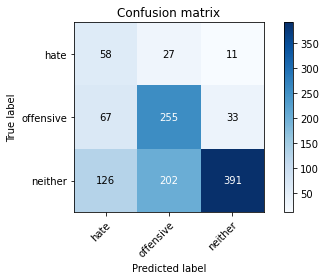 Confusion matrix
hate 58 27 11
offensive 67 255 33
neither 126 202 391
hate offensive neither
True label
Predicted label
350
300
250
200
150
100
50